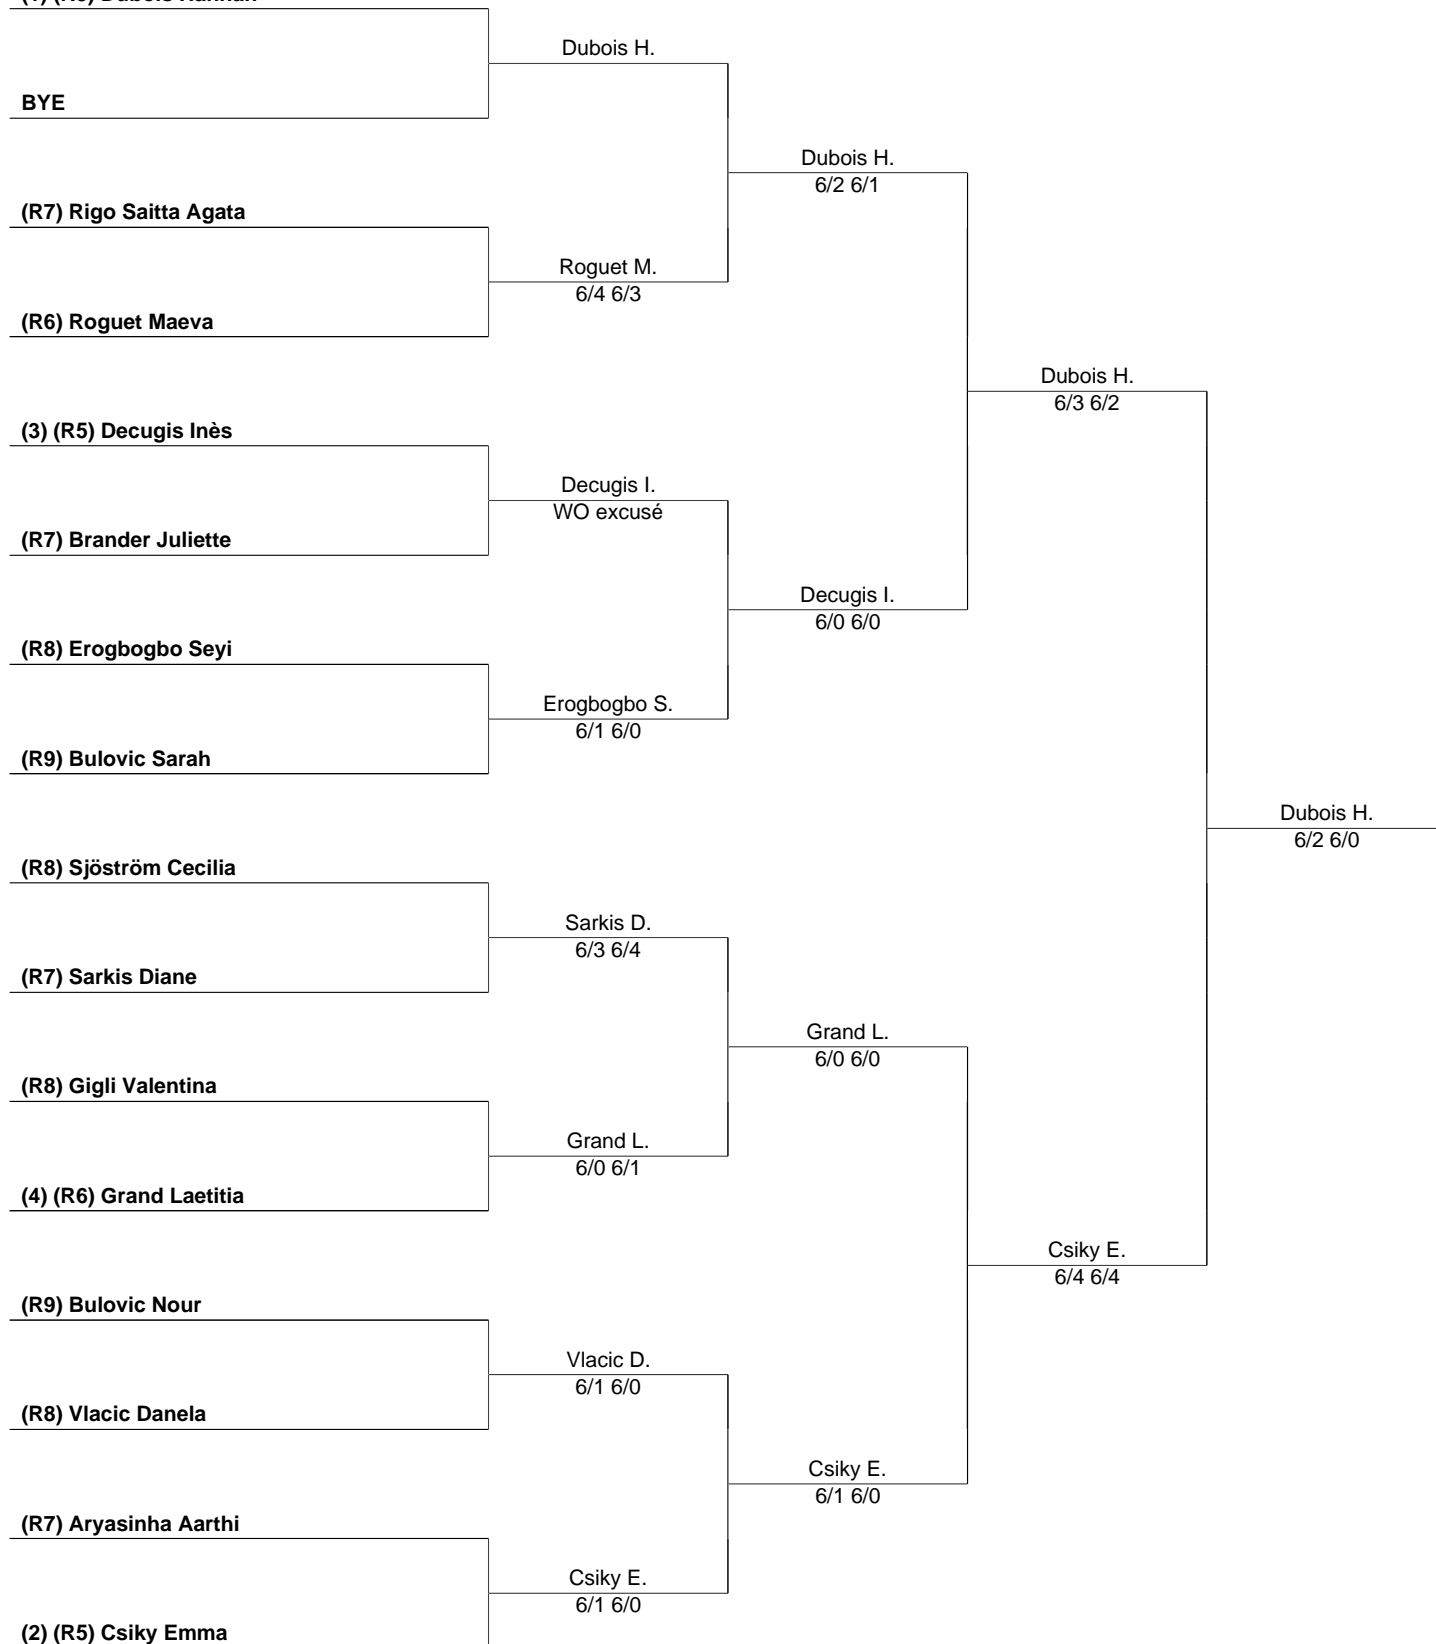 BYE
(R7) Rigo Saitta Agata
(R6) Roguet Maeva
(3) (R5) Decugis Inès
(R7) Brander Juliette
(R8) Erogbogbo Seyi
(R9) Bulovic Sarah
(R8) Sjöström Cecilia
(R7) Sarkis Diane
(R8) Gigli Valentina
(4) (R6) Grand Laetitia
(R9) Bulovic Nour
(R8) Vlacic Danela
(R7) Aryasinha Aarthi
(2) (R5) Csiky Emma
Dubois H.
Roguet M.
6/4 6/3
Decugis I.
WO excusé
Erogbogbo S.
6/1 6/0
Sarkis D.
6/3 6/4
Grand L.
6/0 6/1
Vlacic D.
6/1 6/0
Csiky E.
6/1 6/0
Dubois H.
6/2 6/1
Decugis I.
6/0 6/0
Grand L.
6/0 6/0
Csiky E.
6/1 6/0
Dubois H.
6/3 6/2
Csiky E.
6/4 6/4
Dubois H.
6/2 6/0